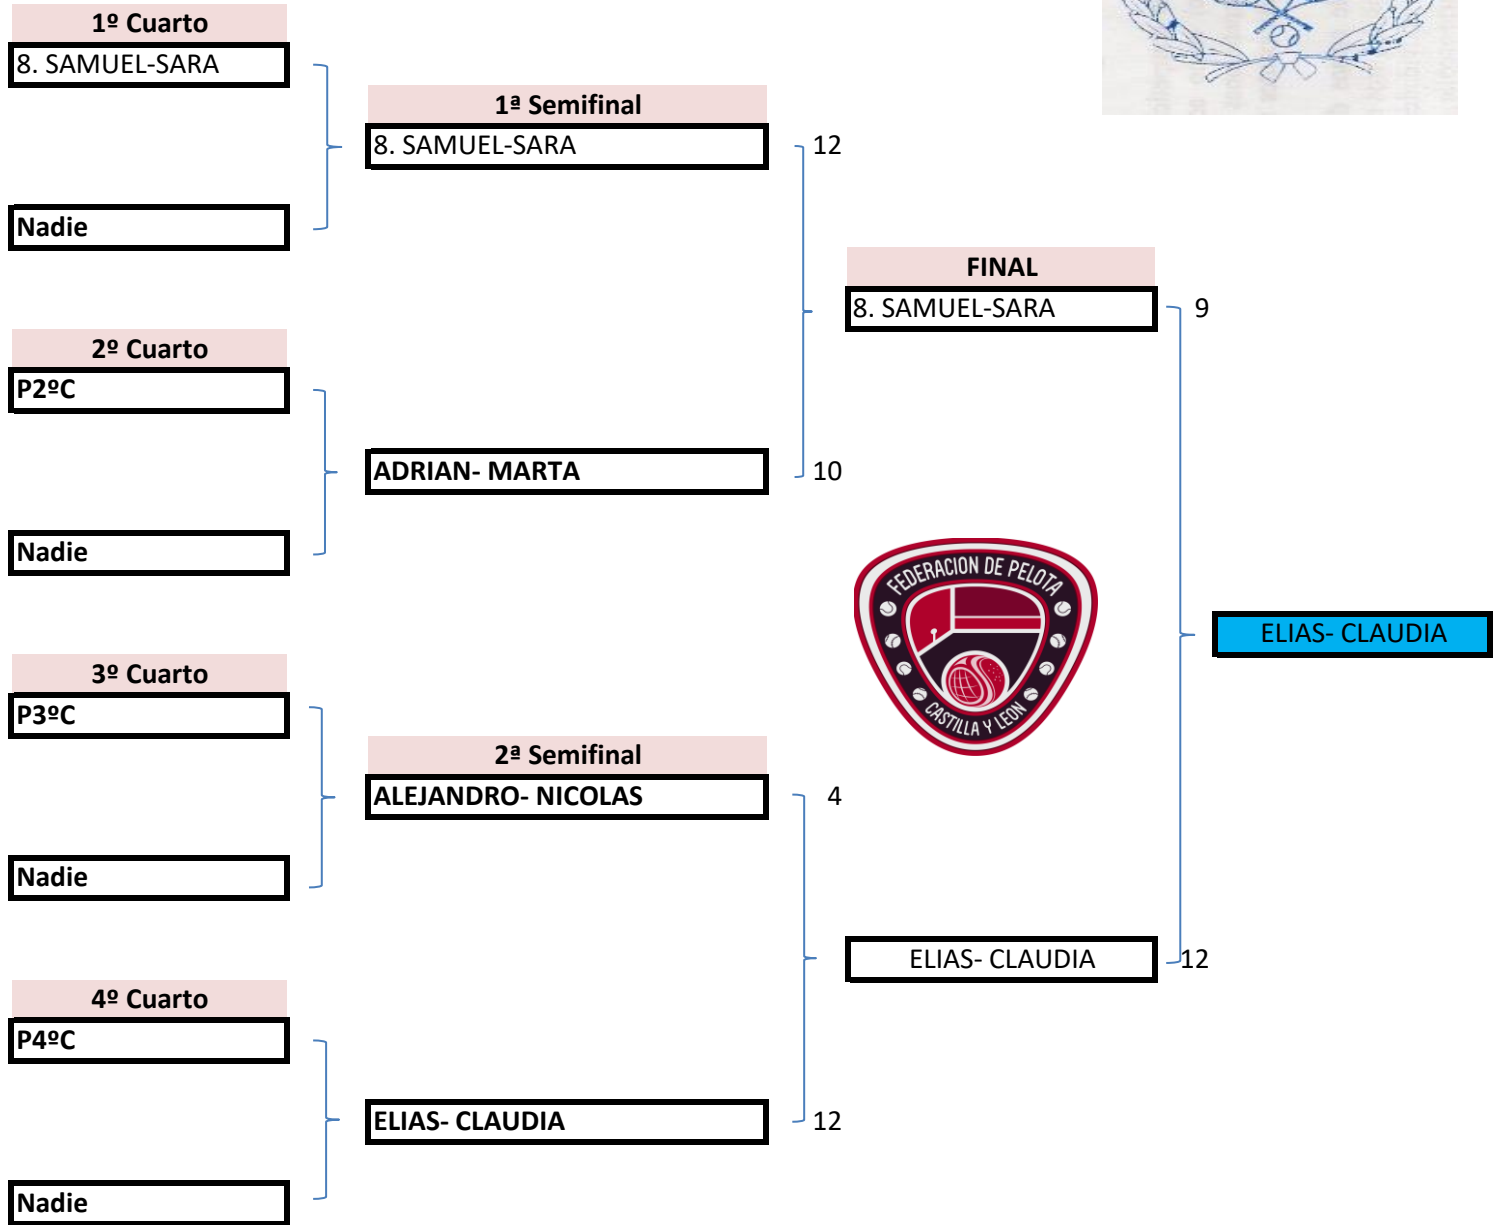 1º Cuarto
8. SAMUEL-SARA
Nadie
2º Cuarto
P2ºC
Nadie
3º Cuarto
P3ºC
Nadie
4º Cuarto
P4ºC
Nadie
1ª Semifinal
8. SAMUEL-SARA 12
ADRIAN- MARTA 10
2ª Semifinal
ALEJANDRO- NICOLAS 4
ELIAS- CLAUDIA 12
FINAL
8. SAMUEL-SARA 9
ELIAS- CLAUDIA 12
FEDERACION DE PELOTA
CASTILLA Y LEON
ELIAS- CLAUDIA